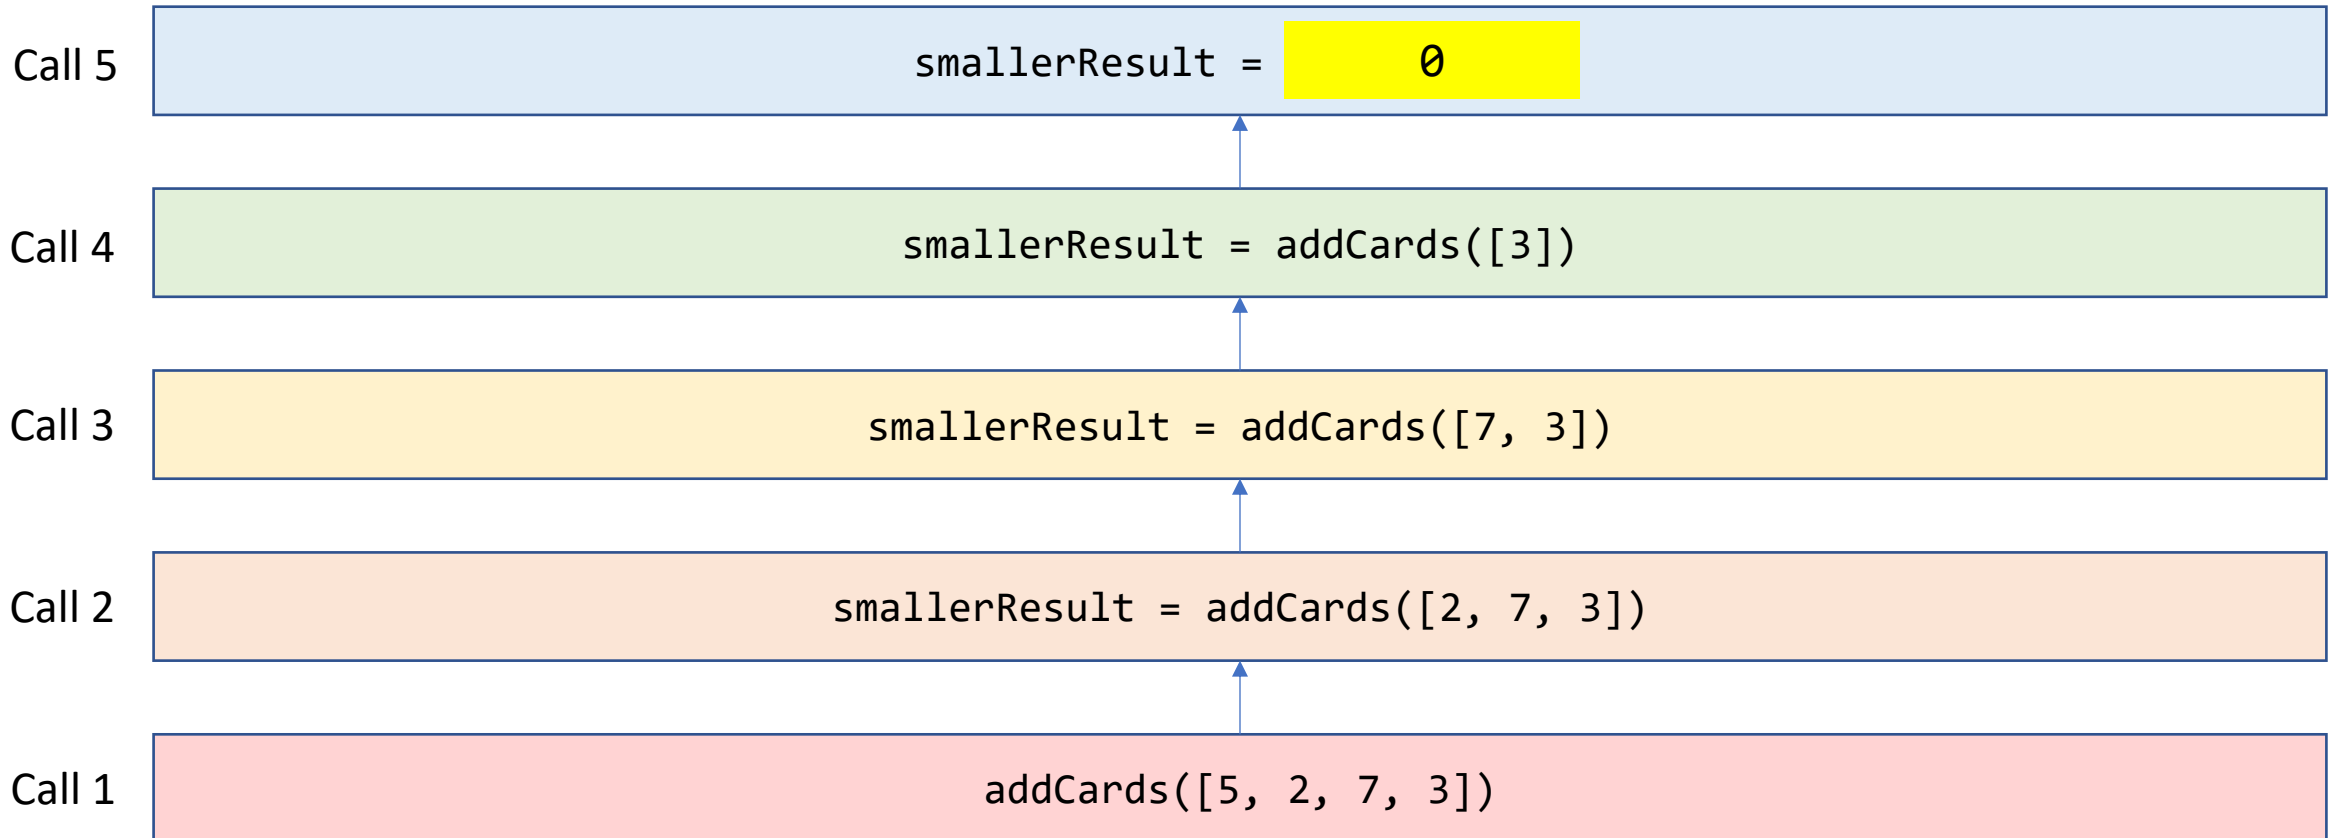 Call 5 smallerResult = 0
Call 4 smallerResult = addCards([3])
Call 3 smallerResult = addCards([7, 3])
Call 2 smallerResult = addCards([2, 7, 3])
Call 1 addCards([5, 2, 7, 3])